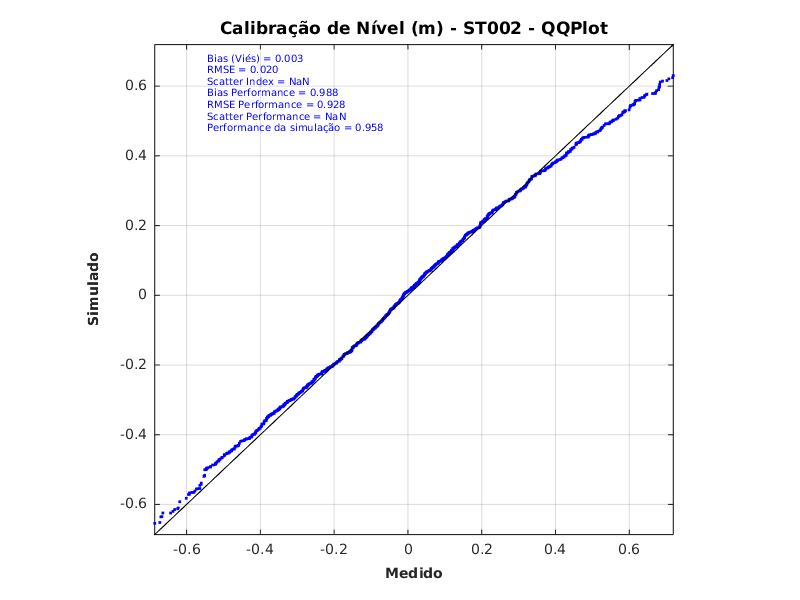 Calibração de Nível (m) - ST002 - QQPlot
Bias (Viés) = 0.003
RMSE = 0.020
Scatter Index = NaN
Bias Performance = 0.988
RMSE Performance = 0.928
Scatter Performance = NaN
Performance da simulação = 0.958
0.6
0.4
0.2
0
-0.2
-0.4
-0.6
Simulado
-0.6 -0.4 -0.2 0 0.2 0.4 0.6
Medido